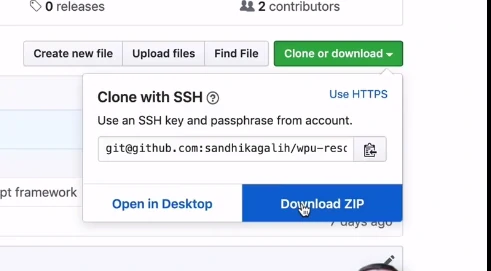 0 releases
2 contributors
Create new file
Upload files
Find File
Clone or download
Clone with SSH
Use HTTPS
Use an SSH key and passphrase from account.
git@github.com:sandhikagalih/wpu-reso
pt framework
Open in Desktop
Download ZIP
7 days ago